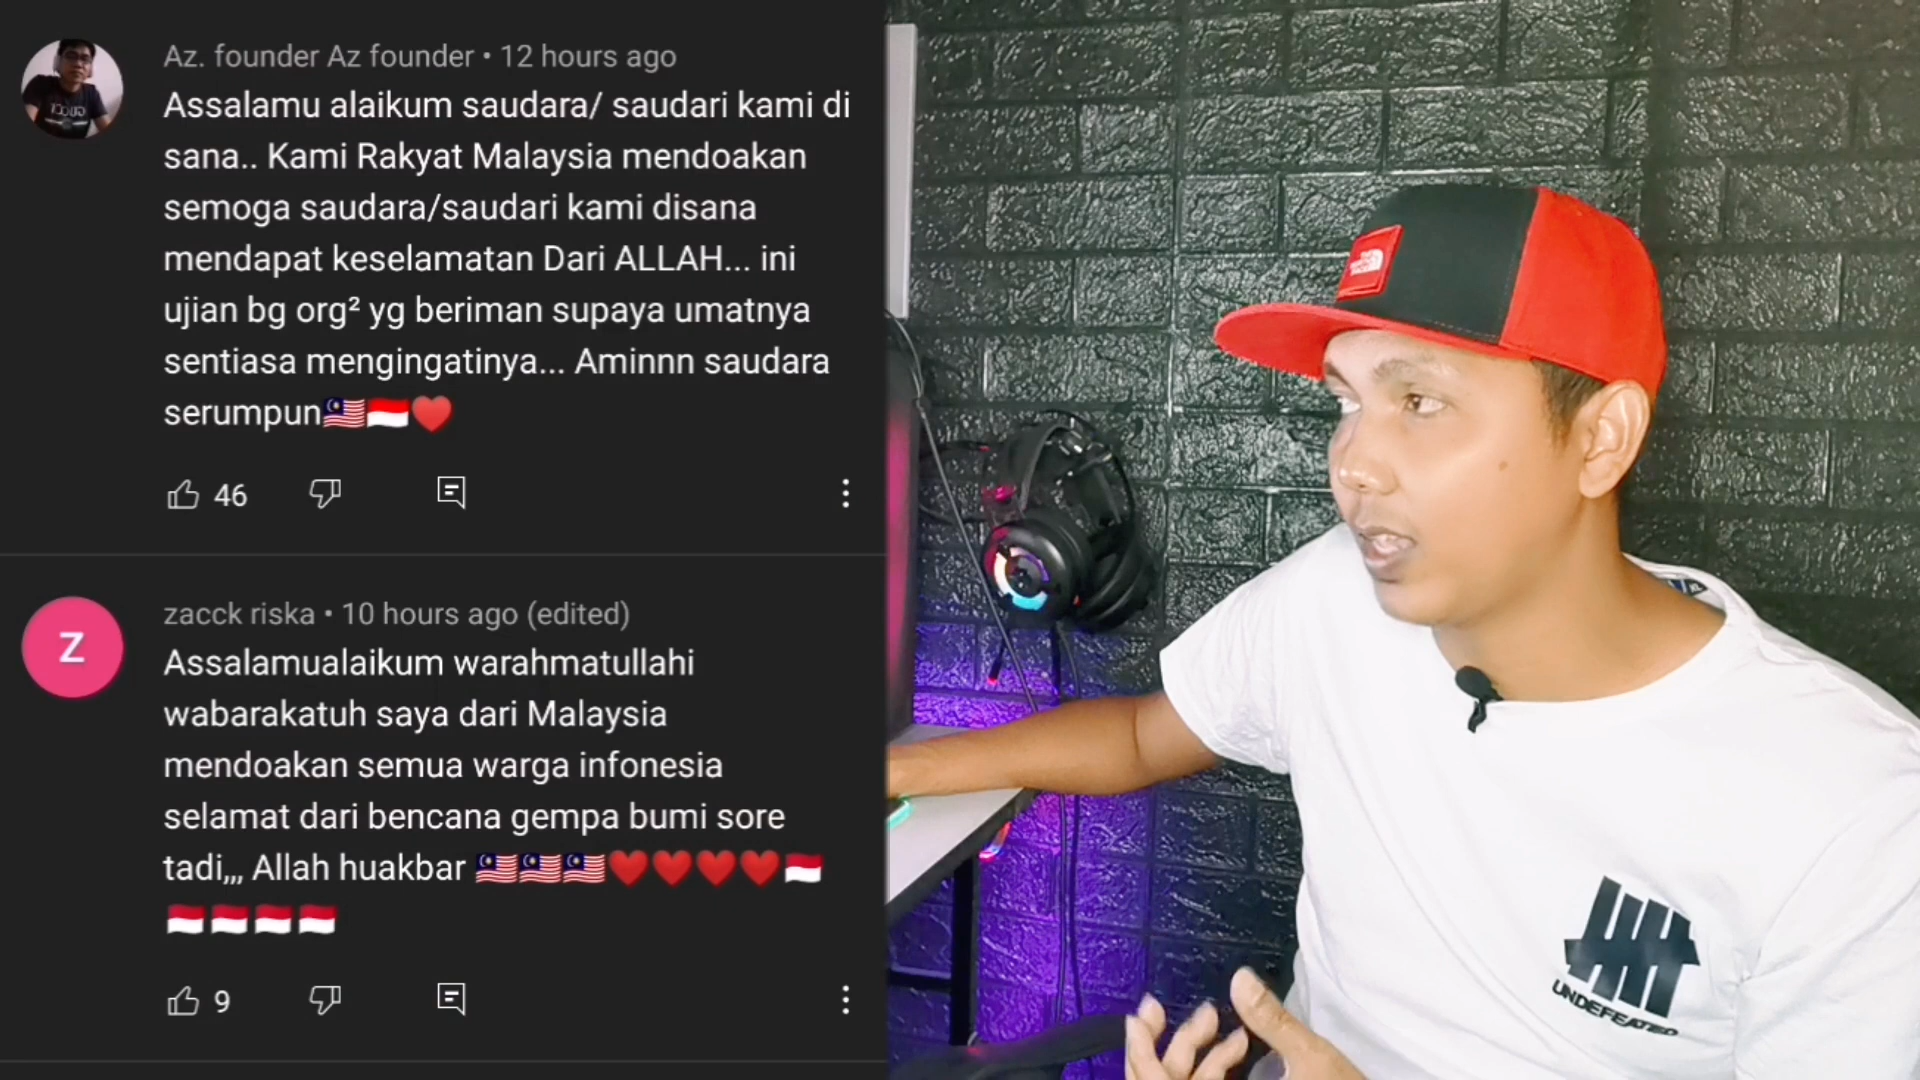 Az. founder Az founder • 12 hours ago
Assalamu alaikum saudara/ saudari kami di
sana.. Kami Rakyat Malaysia mendoakan
semoga saudara/saudari kami disana
mendapat keselamatan Dari ALLAH... ini
ujian bg org² yg beriman supaya umatnya
sentiasa mengingatinya... Aminnn saudara
serumpun🇲🇾🇮🇩❤️
46
Z
zacck riska • 10 hours ago (edited)
Assalamualaikum warahmatullahi
wabarakatuh saya dari Malaysia
mendoakan semua warga infonesia
selamat dari bencana gempa bumi sore
tadi,,, Allah huakbar 🇲🇾🇲🇾🇲🇾❤️❤️❤️❤️🇮🇩
🇮🇩🇮🇩🇮🇩🇮🇩
9
UNDEFEATED